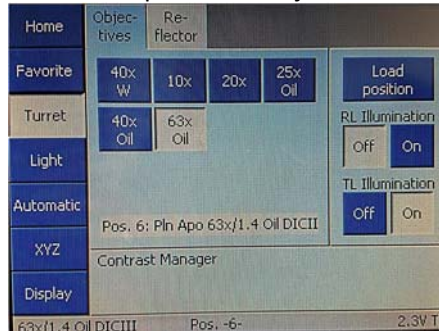 Home
Favorite
Turret
Light
Automatic
XYZ
Display
Objec-
tives
Re-
flector
40x
W
10x
20x
25x
Oil
40x
Oil
63x
Oil
Pos. 6: Pln Apo 63x/1.4 Oil DICII
Load
position
RL Illumination
Off
On
TL Illumination
Off
On
Contrast Manager
63x/1.4 Oil DICIII
Pos. -6-
2.3V T